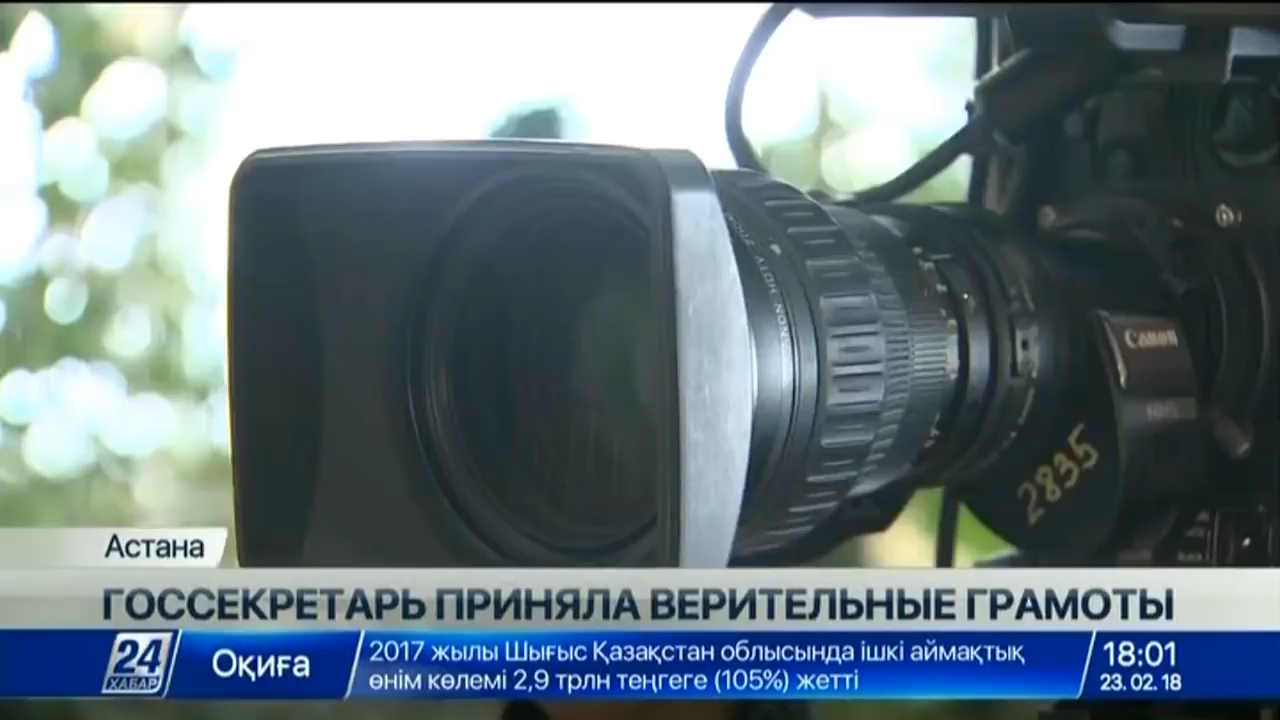 Canon
2835
Астана
ГОССЕКРЕТАРЬ ПРИНЯЛА ВЕРИТЕЛЬНЫЕ ГРАМОТЫ
24
ХАБАР
Оқиға
2017 жылы Шығыс Қазақстан облысында ішкі аймақтық
өнім көлемі 2,9 трлн теңгеге (105%) жетті
18:01
23. 02. 18